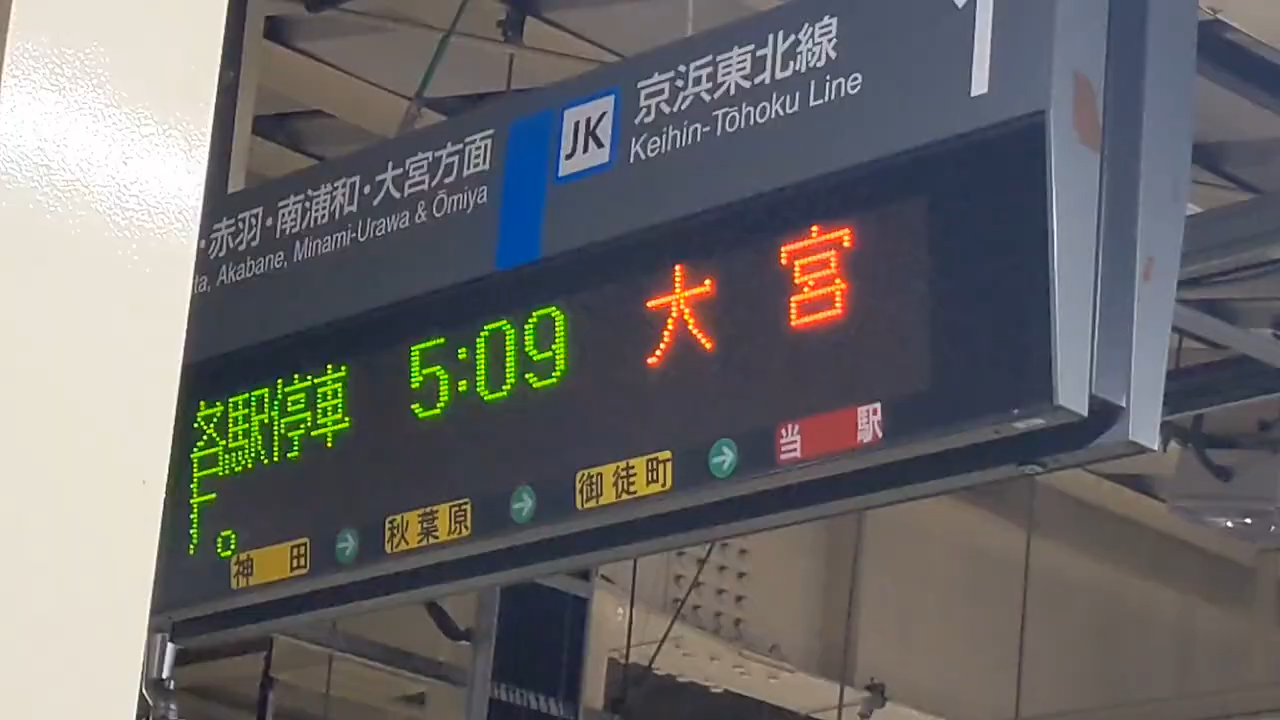 ・赤羽・南浦和・大宮方面
ta, Akabane, Minami-Urawa & Ōmiya
JK 京浜東北線 1
Keihin-Tōhoku Line
各駅停車 5:09 大宮
神田 → 秋葉原 → 御徒町 → 当駅